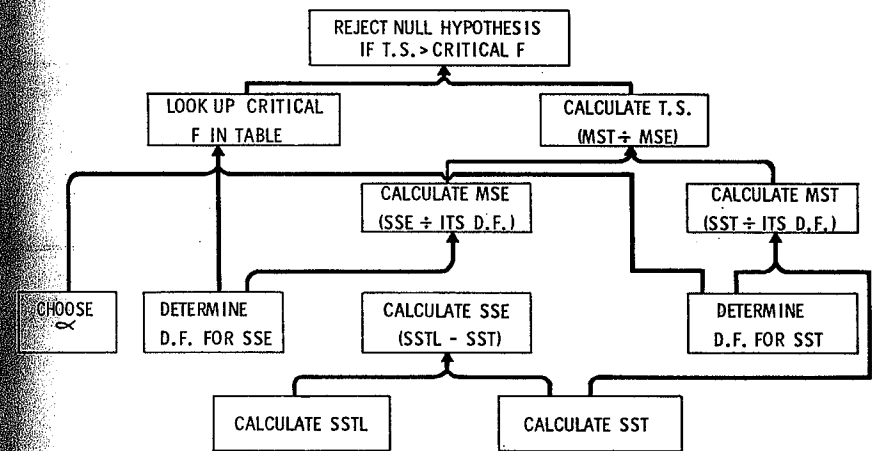 REJECT NULL HYPOTHESIS
IF T.S. > CRITICAL F
LOOK UP CRITICAL
F IN TABLE
CALCULATE T.S.
(MST ÷ MSE)
CALCULATE MSE
(SSE ÷ ITS D.F.)
CALCULATE MST
(SST ÷ ITS D.F.)
CHOOSE
α
DETERMINE
D.F. FOR SSE
CALCULATE SSE
(SSTL - SST)
DETERMINE
D.F. FOR SST
CALCULATE SSTL
CALCULATE SST